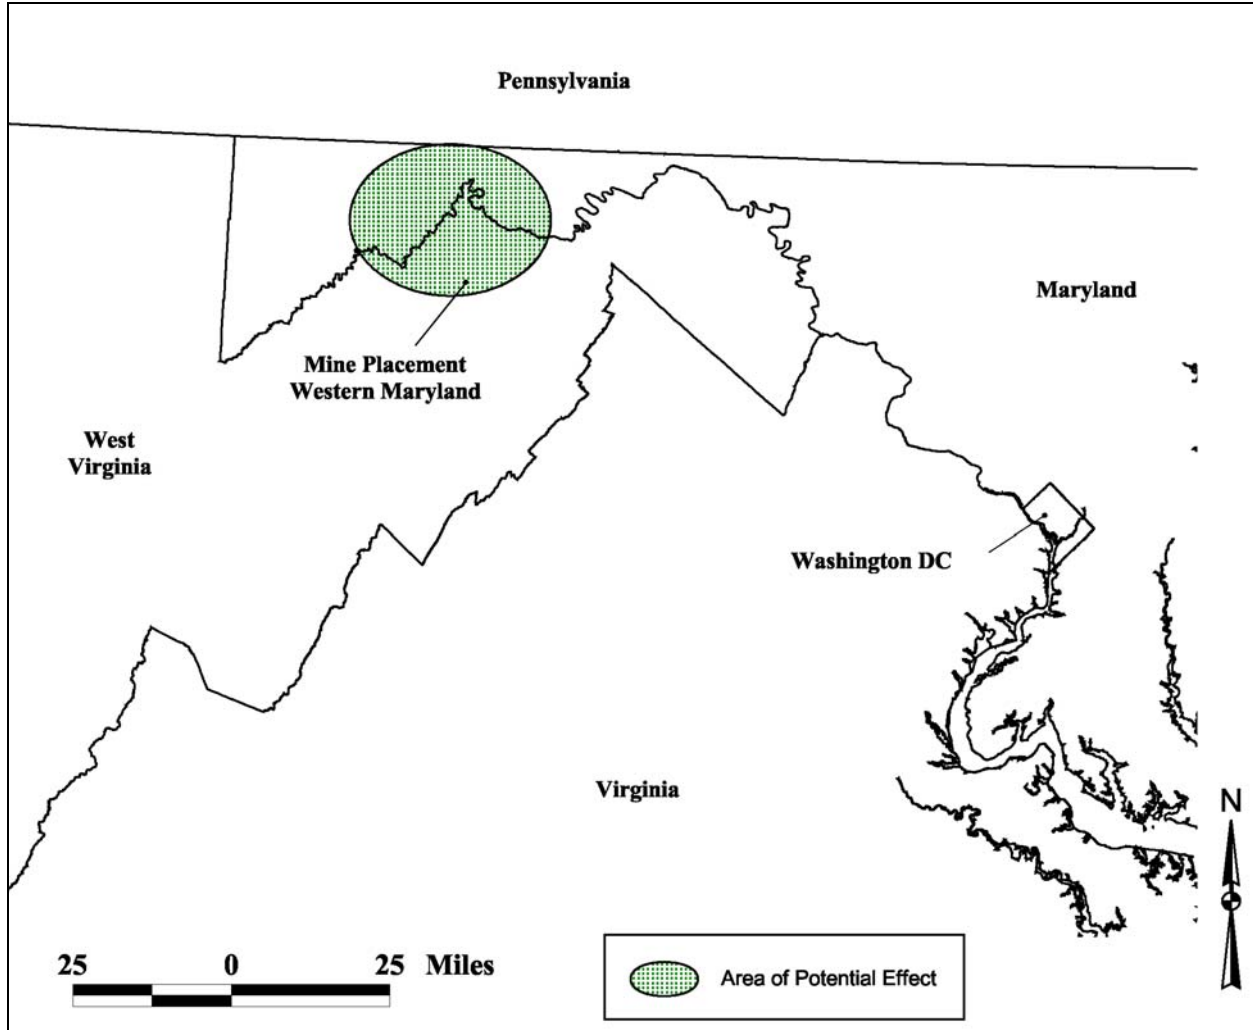 Pennsylvania
Maryland
Mine Placement
Western Maryland
West
Virginia
Washington DC
Virginia
N
25 0 25 Miles
Area of Potential Effect